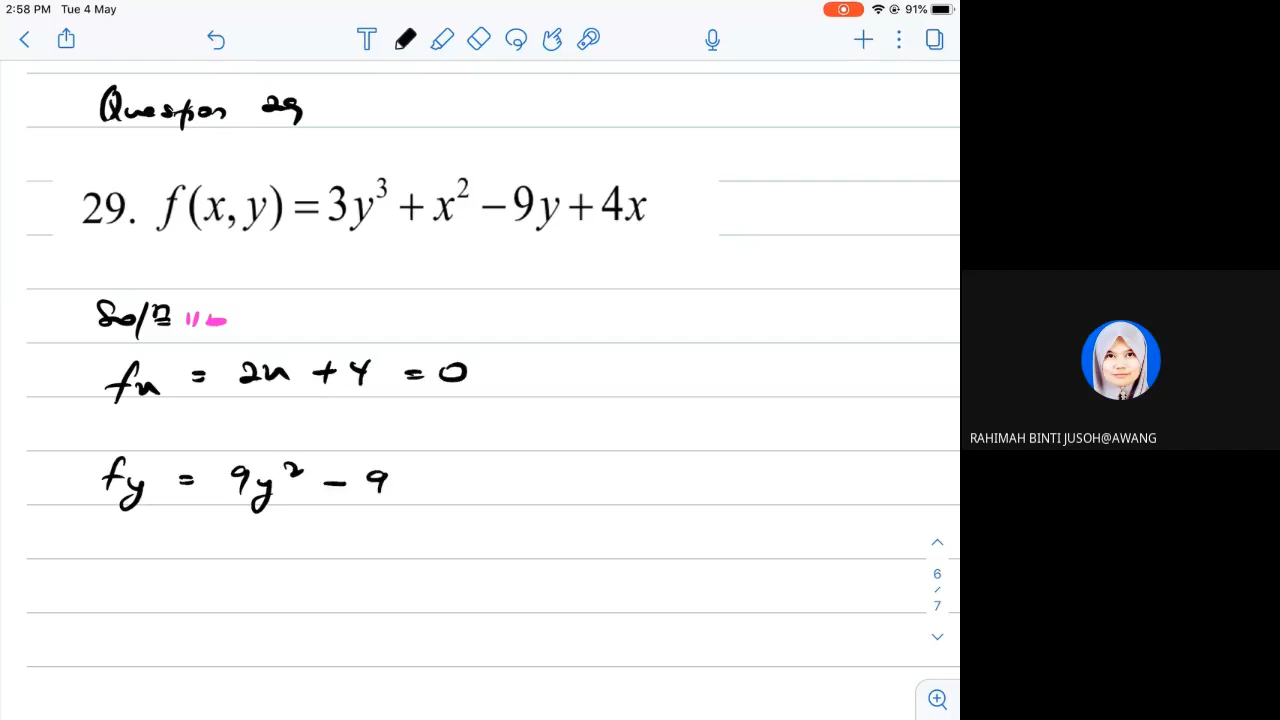 2:58 PM Tue 4 May 91%
Question 29
29. f(x, y) = 3y³ + x² − 9y + 4x
Sol
fx = 2x + 4 = 0
fy = 9y² − 9
6
/
7
RAHIMAH BINTI JUSOH@AWANG